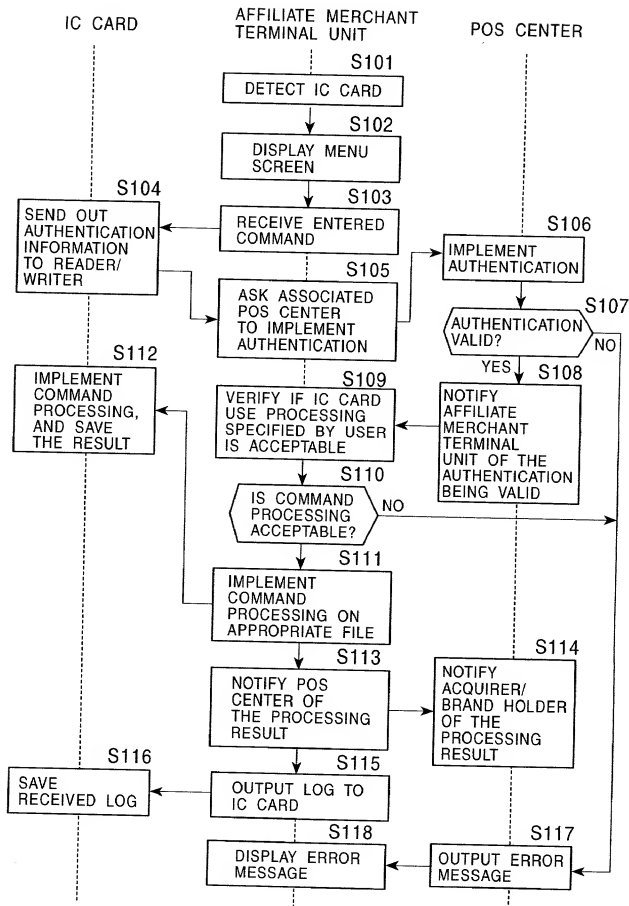 IC CARD
AFFILIATE MERCHANT
TERMINAL UNIT
POS CENTER
S101
DETECT IC CARD
S102
DISPLAY MENU
SCREEN
S103
RECEIVE ENTERED
COMMAND
S104
SEND OUT
AUTHENTICATION
INFORMATION
TO READER/
WRITER
S105
ASK ASSOCIATED
POS CENTER
TO IMPLEMENT
AUTHENTICATION
S106
IMPLEMENT
AUTHENTICATION
S107
AUTHENTICATION
VALID?
NO
YES
S108
NOTIFY
AFFILIATE
MERCHANT
TERMINAL
UNIT OF THE
AUTHENTICATION
BEING VALID
S109
VERIFY IF IC CARD
USE PROCESSING
SPECIFIED BY USER
IS ACCEPTABLE
S110
IS COMMAND
PROCESSING
ACCEPTABLE?
NO
S111
IMPLEMENT
COMMAND
PROCESSING ON
APPROPRIATE FILE
S112
IMPLEMENT
COMMAND
PROCESSING,
AND SAVE
THE RESULT
S113
NOTIFY POS
CENTER OF
THE PROCESSING
RESULT
S114
NOTIFY
ACQUIRER/
BRAND HOLDER
OF THE
PROCESSING
RESULT
S115
OUTPUT LOG TO
IC CARD
S116
SAVE
RECEIVED LOG
S117
OUTPUT ERROR
MESSAGE
S118
DISPLAY ERROR
MESSAGE